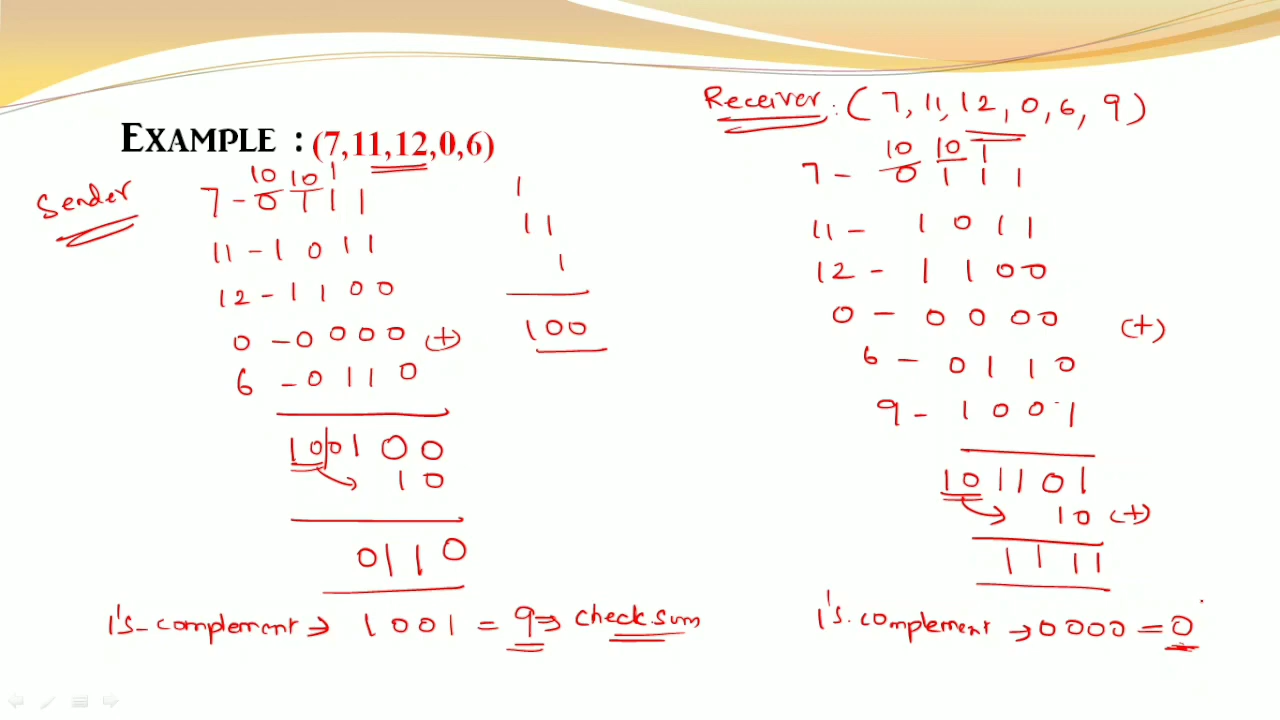 EXAMPLE : (7,11,12,0,6)
Sender
10 10 1
7 - 0 1 1 1
11 - 1 0 1 1
12 - 1 1 0 0
0 - 0 0 0 0 (+)
6 - 0 1 1 0
1 0 0 1 0 0
1 0
0 1 1 0
1's-complement → 1 0 0 1 = 9 ⇒ checksum
1
1 1
1
1 0 0
Receiver : (7, 11, 12, 0, 6, 9)
10 10 1
7 - 0 1 1 1
11 - 1 0 1 1
12 - 1 1 0 0
0 - 0 0 0 0 (+)
6 - 0 1 1 0
9 - 1 0 0 1
1 0 1 1 0 1
1 0 (+)
1 1 1 1
1's.complement → 0 0 0 0 = 0